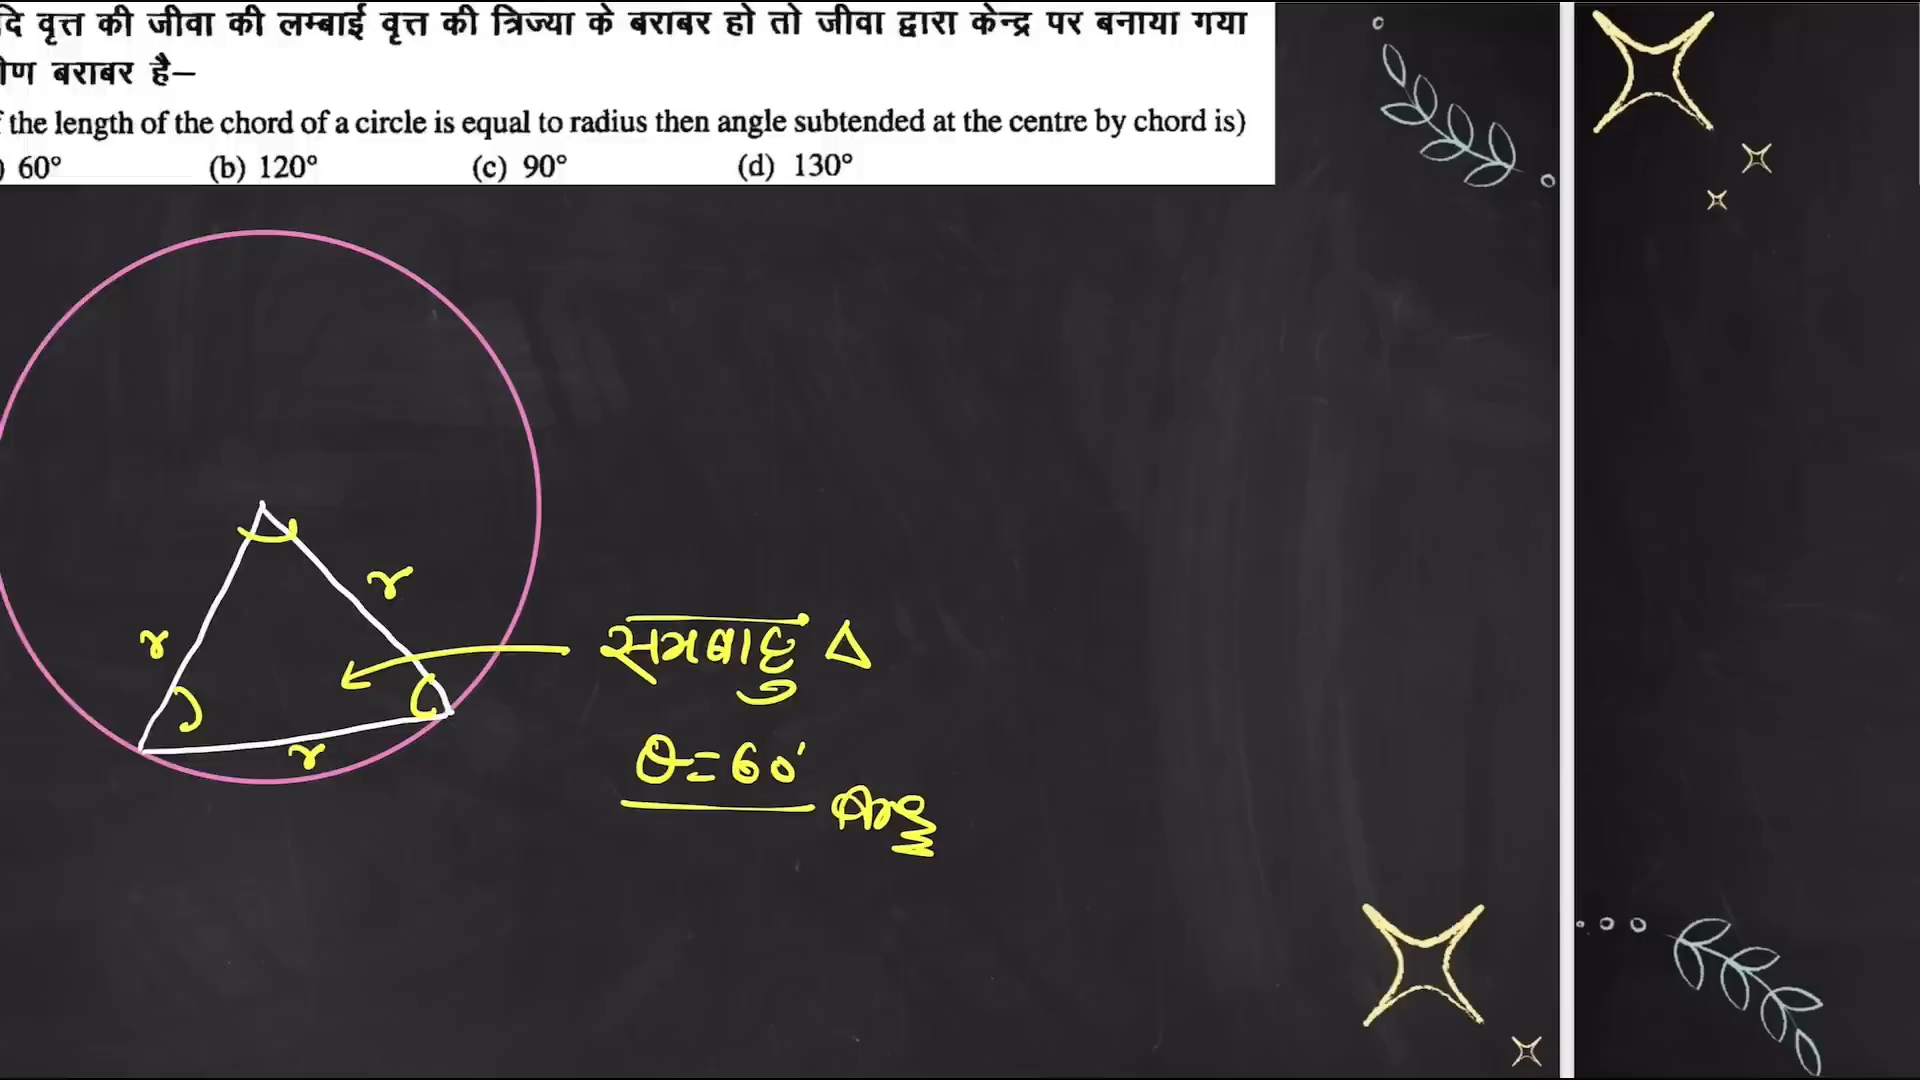 दि वृत्त की जीवा की लम्बाई वृत्त की त्रिज्या के बराबर हो तो जीवा द्वारा केन्द्र पर बनाया गया
ोण बराबर है–
f the length of the chord of a circle is equal to radius then angle subtended at the centre by chord is)
) 60° (b) 120° (c) 90° (d) 130°
r
r
r
समबाहु Δ
θ=60°
Ans